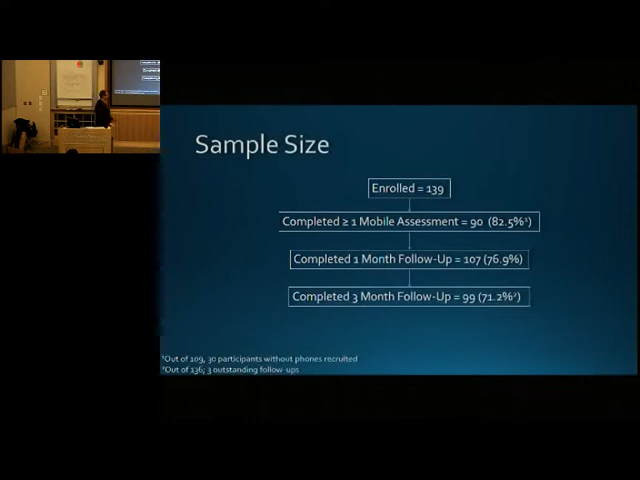 Sample Size
Enrolled = 139
Completed ≥ 1 Mobile Assessment = 90 (82.5%¹)
Completed 1 Month Follow-Up = 107 (76.9%)
Completed 3 Month Follow-Up = 99 (71.2%²)
¹Out of 109, 30 participants without phones recruited
²Out of 136; 3 outstanding follow-ups